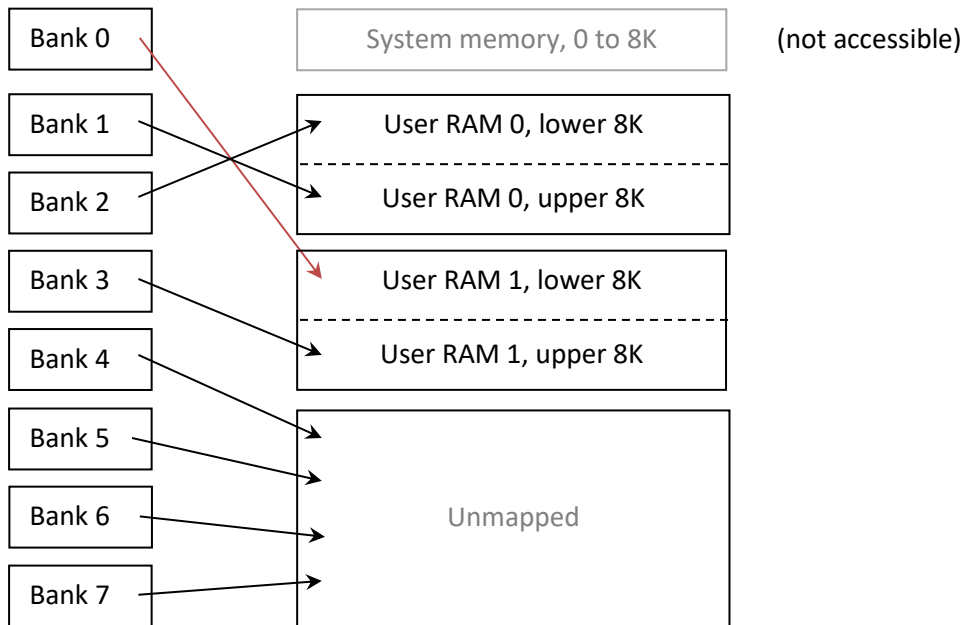 Bank 0
System memory, 0 to 8K
(not accessible)
Bank 1
User RAM 0, lower 8K
Bank 2
User RAM 0, upper 8K
Bank 3
User RAM 1, lower 8K
Bank 4
User RAM 1, upper 8K
Bank 5
Bank 6
Unmapped
Bank 7